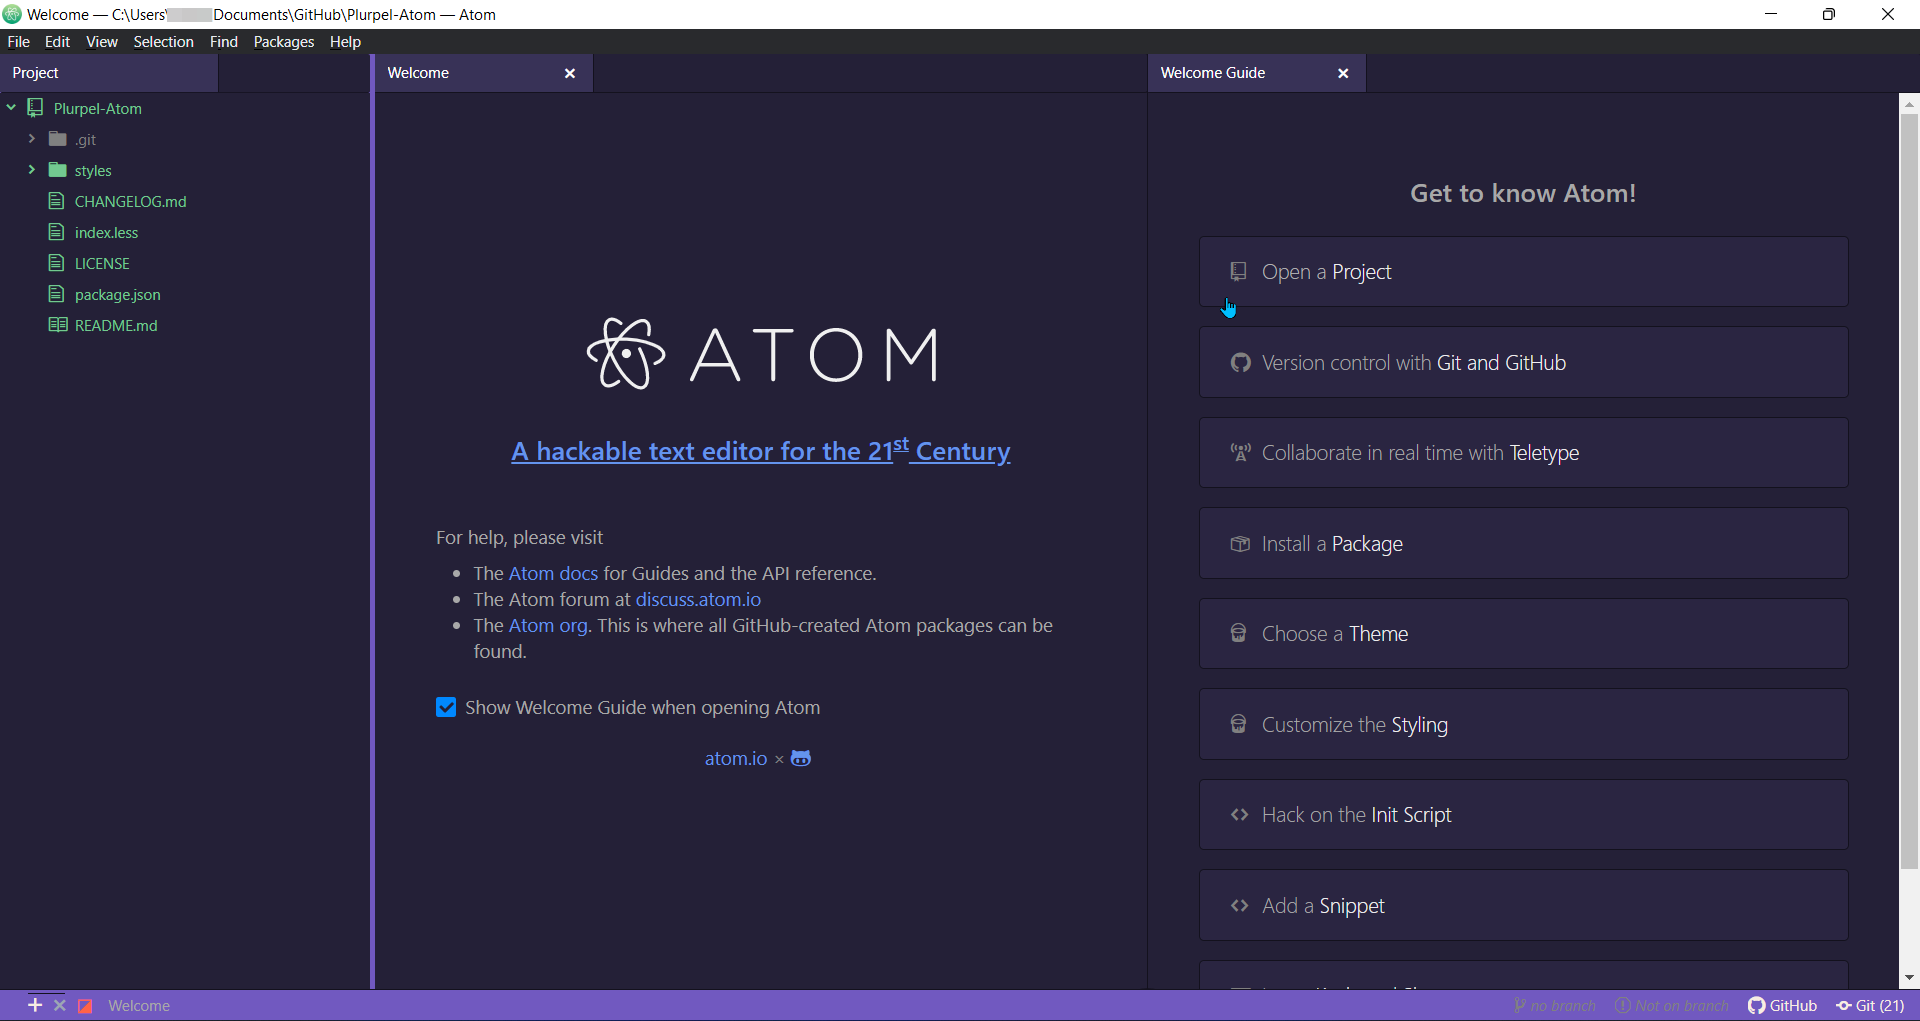 Welcome — C:\Users\ Documents\GitHub\Plurpel-Atom — Atom
File Edit View Selection Find Packages Help
Project
Welcome
Welcome Guide
Plurpel-Atom
.git
styles
CHANGELOG.md
index.less
LICENSE
package.json
README.md
ATOM
A hackable text editor for the 21st Century
For help, please visit
• The Atom docs for Guides and the API reference.
• The Atom forum at discuss.atom.io
• The Atom org. This is where all GitHub-created Atom packages can be
found.
Show Welcome Guide when opening Atom
atom.io ×
Get to know Atom!
Open a Project
Version control with Git and GitHub
Collaborate in real time with Teletype
Install a Package
Choose a Theme
Customize the Styling
Hack on the Init Script
Add a Snippet
Welcome
no branch
Not on branch
GitHub
Git (21)